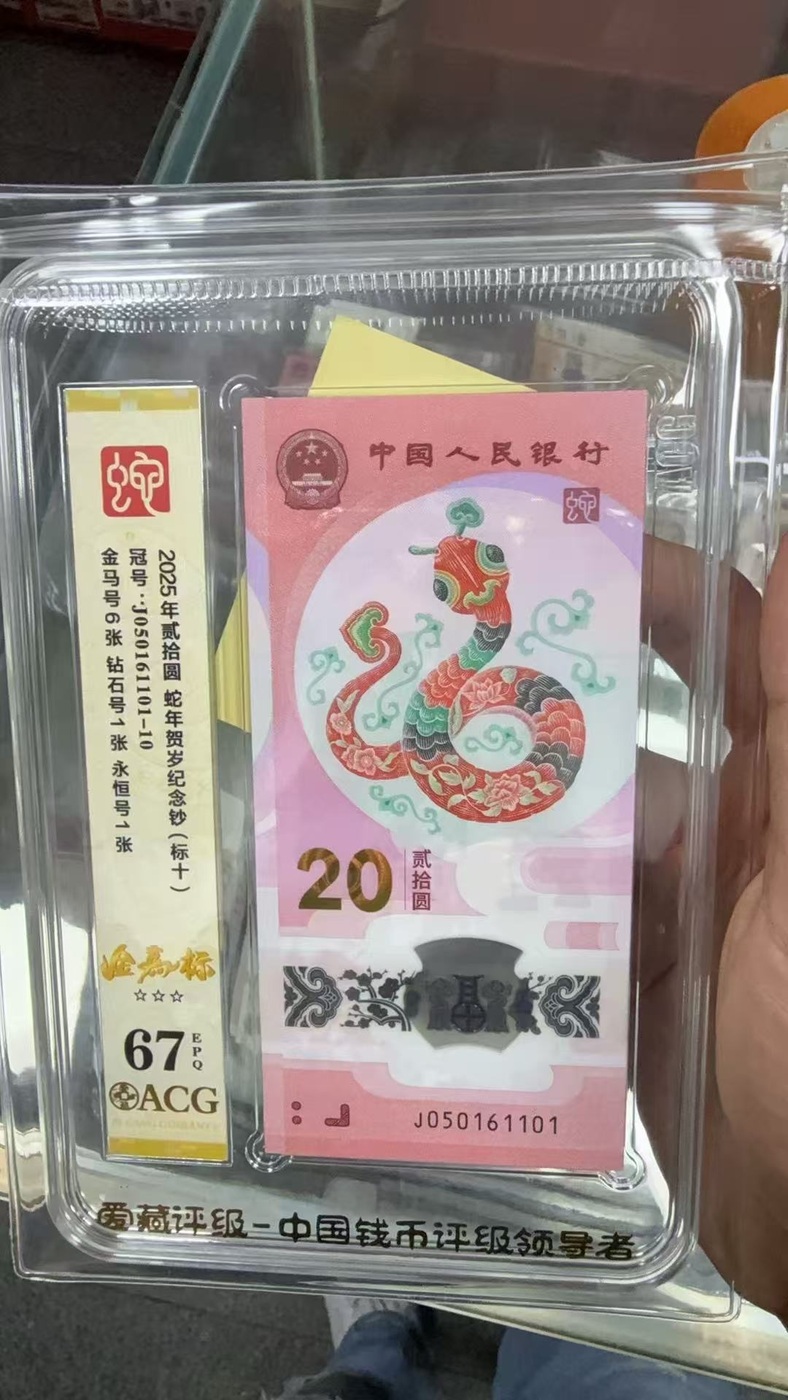 蛇
2025年贰拾圆 蛇年贺岁纪念钞(标十)
冠号·J050161101-10
金马号6张 钻石号1张 永恒号1张
金马标
☆☆☆
67 EPQ
ACG
中国人民银行
蛇
20 贰拾圆
J050161101
ACG
爱藏评级-中国钱币评级领导者